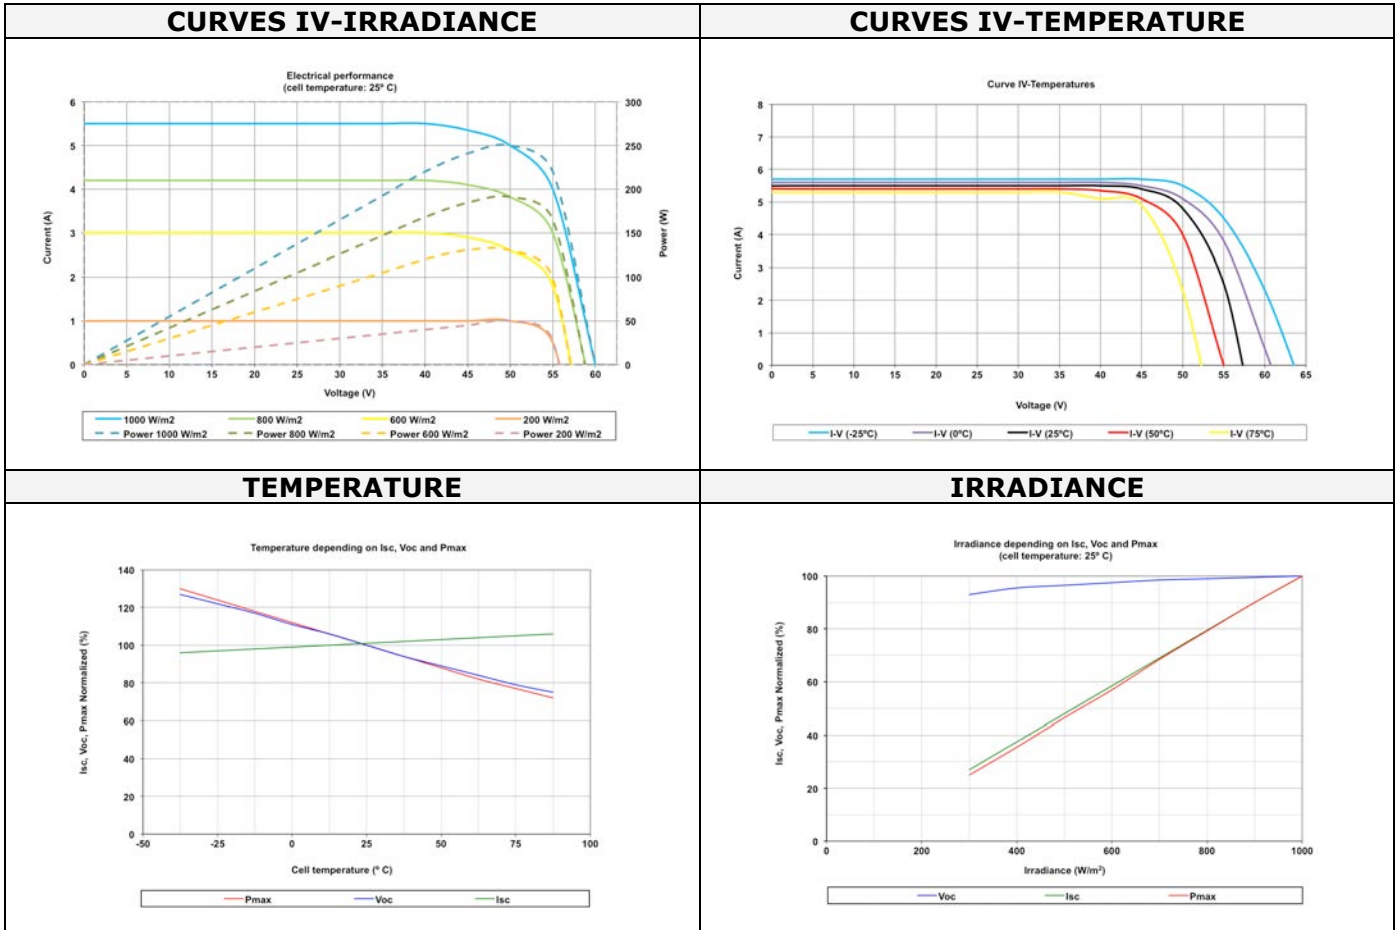 CURVES IV-IRRADIANCE
Electrical performance
(cell temperature: 25º C)
6
5
4
3
2
1
0
Current (A)
300
250
200
150
100
50
0
Power (W)
0 5 10 15 20 25 30 35 40 45 50 55 60
Voltage (V)
1000 W/m2 800 W/m2 600 W/m2 200 W/m2
Power 1000 W/m2 Power 800 W/m2 Power 600 W/m2 Power 200 W/m2
CURVES IV-TEMPERATURE
Curve IV-Temperatures
8
7
6
5
4
3
2
1
0
Current (A)
0 5 10 15 20 25 30 35 40 45 50 55 60 65
Voltage (V)
I-V (-25ºC) I-V (0ºC) I-V (25ºC) I-V (50ºC) I-V (75ºC)
TEMPERATURE
Temperature depending on Isc, Voc and Pmax
140
120
100
80
60
40
20
0
Isc, Voc, Pmax Normalized (%)
-50 -25 0 25 50 75 100
Cell temperature (º C)
Pmax Voc Isc
IRRADIANCE
Irradiance depending on Isc, Voc and Pmax
(cell temperature: 25º C)
100
80
60
40
20
0
Isc, Voc, Pmax Normalized (%)
0 200 400 600 800 1000
Irradiance (W/m²)
Voc Isc Pmax